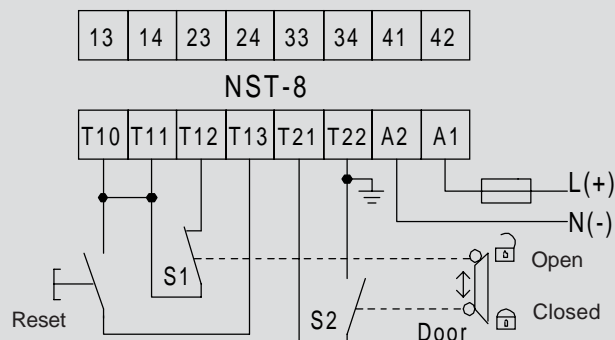 13 14 23 24 33 34 41 42
NST-8
T10 T11 T12 T13 T21 T22 A2 A1
L(+)
N(-)
S1
Open
Reset
S2
Closed
Door